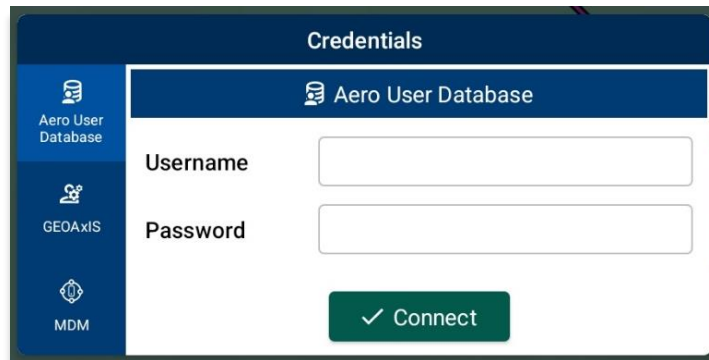 Credentials
Aero User
Database
GEOAxIS
MDM
Aero User Database
Username
Password
Connect